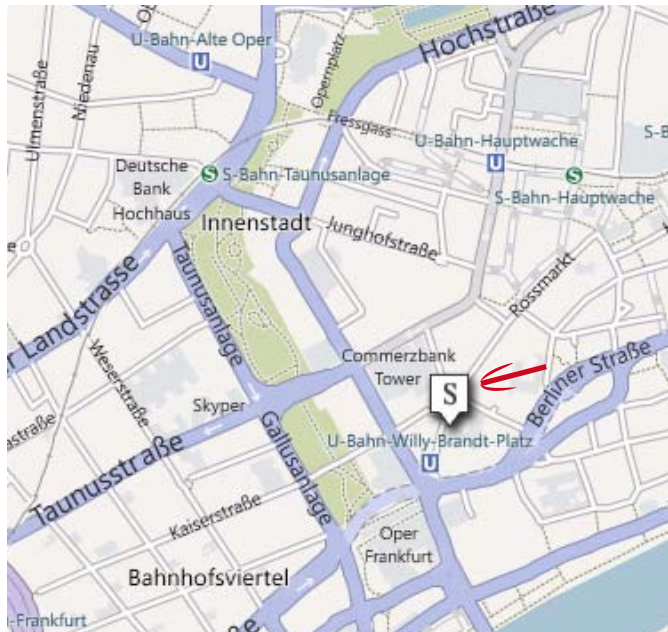 U-Bahn-Alte Oper
U
Hochstraße
Opernplatz
Niedenau
Ulmenstraße
Fressgass
U-Bahn-Hauptwache
U
S-B
Deutsche
Bank
Hochhaus
S
S-Bahn-Taunusanlage
S
S-Bahn-Hauptwache
Innenstadt
Junghofstraße
Taunusanlage
Rossmarkt
er Landstrasse
Weserstraße
Commerzbank
Tower
S
Berliner Straße
Skyper
Gallusanlage
U-Bahn-Willy-Brandt-Platz
U
astraße
Taunusstraße
Kaiserstraße
Oper
Frankfurt
Bahnhofsviertel
-Frankfurt